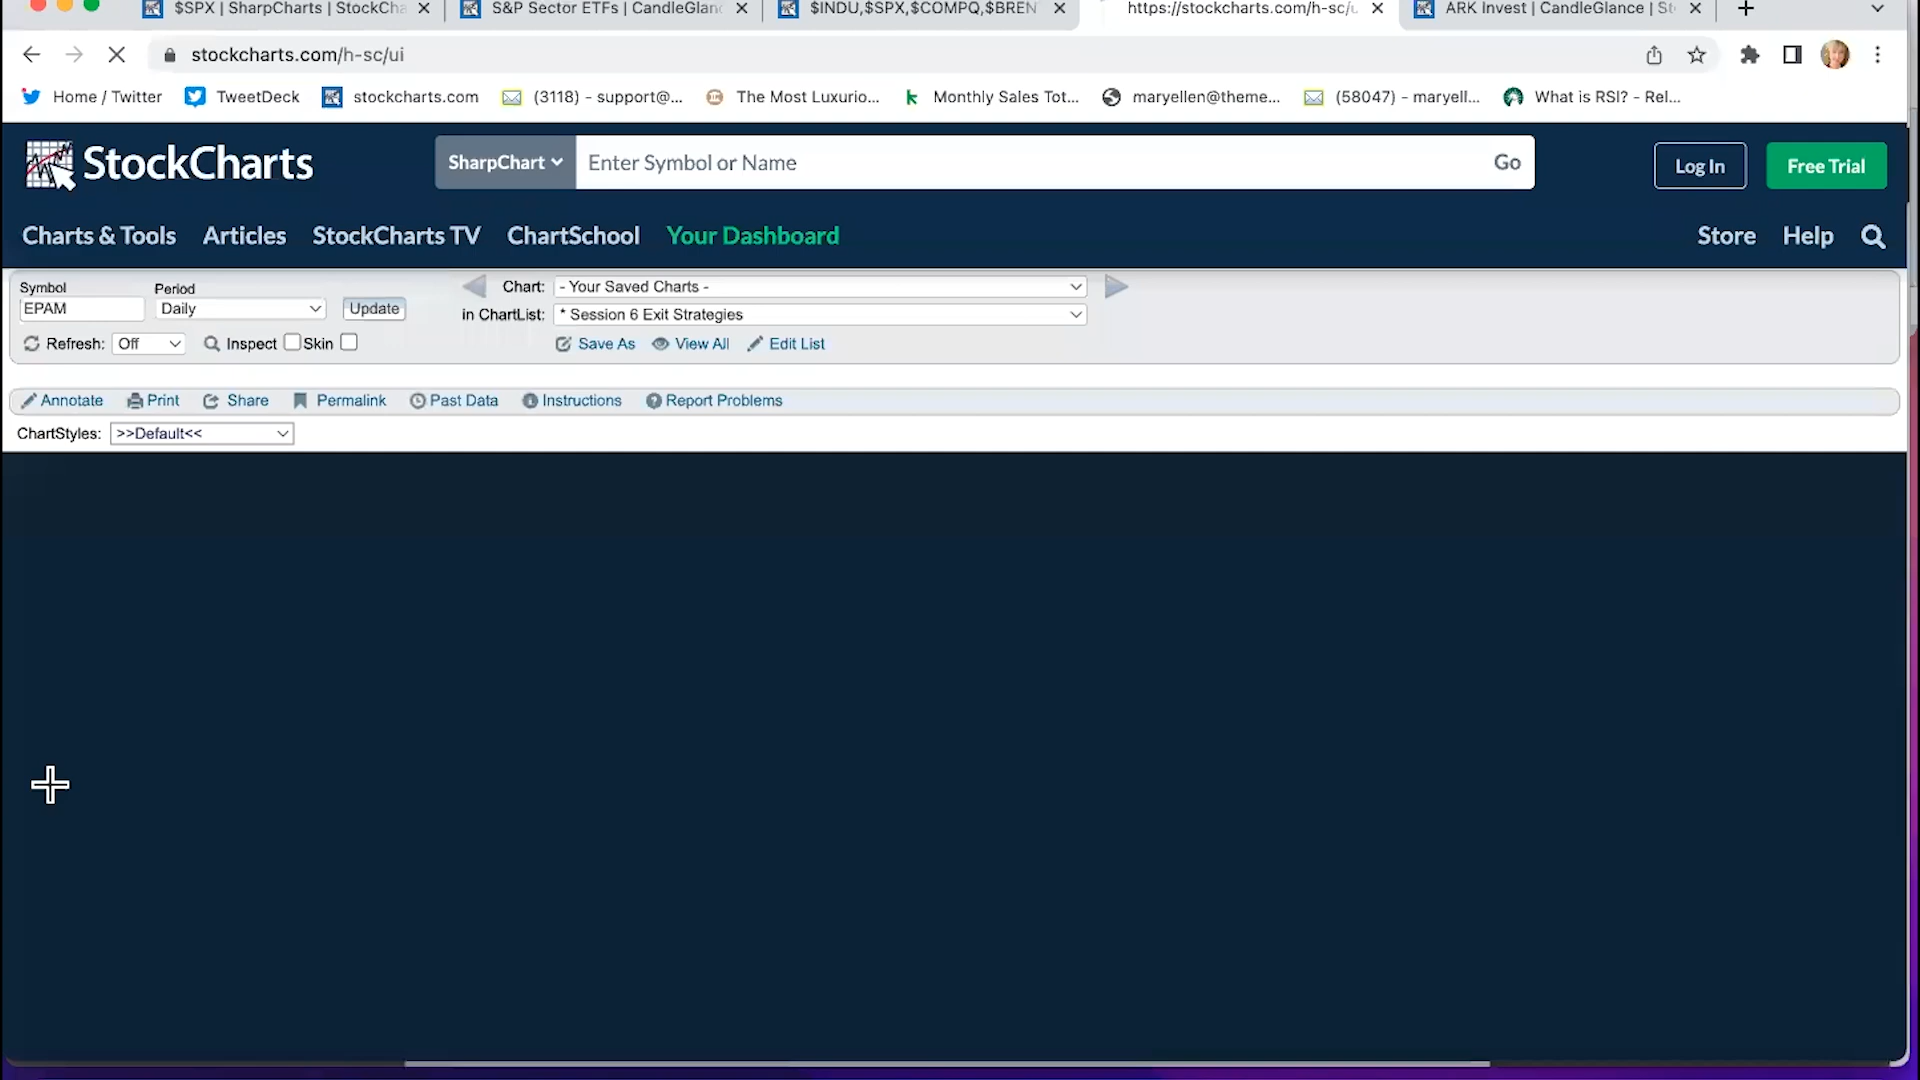 $SPX | SharpCharts | StockCha
S&P Sector ETFs | CandleGlanc
$INDU,$SPX,$COMPQ,$BREN
https://stockcharts.com/h-sc/u
ARK Invest | CandleGlance | St
stockcharts.com/h-sc/ui
Home / Twitter
TweetDeck
stockcharts.com
(3118) - support@...
The Most Luxurio...
Monthly Sales Tot...
maryellen@theme...
(58047) - maryell...
What is RSI? - Rel...
StockCharts
SharpChart
Enter Symbol or Name
Go
Log In
Free Trial
Charts & Tools
Articles
StockCharts TV
ChartSchool
Your Dashboard
Store
Help
Symbol
Period
Chart: - Your Saved Charts -
EPAM
Daily
Update
in ChartList: * Session 6 Exit Strategies
Refresh: Off
Inspect
Skin
Save As
View All
Edit List
Annotate
Print
Share
Permalink
Past Data
Instructions
Report Problems
ChartStyles: >>Default<<